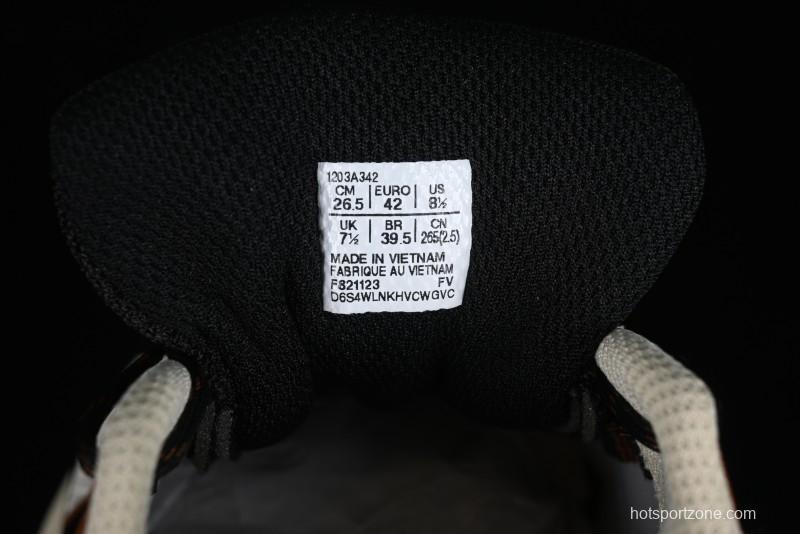 1203A342
CM | EURO | US
26.5 | 42 | 8½
UK | BR | CN
7½ | 39.5 | 265(2.5)
MADE IN VIETNAM
FABRIQUE AU VIETNAM
F821123 FV
D6S4WLNKHVCWGVC
hotsportzone.com